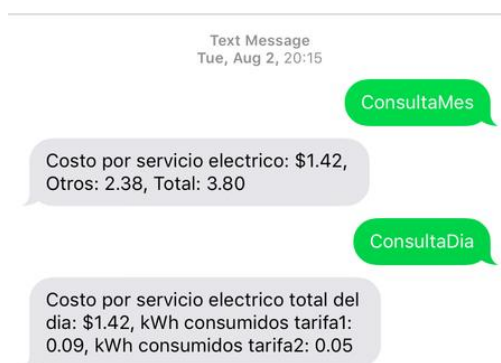 Text Message
Tue, Aug 2, 20:15
ConsultaMes
Costo por servicio electrico: $1.42,
Otros: 2.38, Total: 3.80
ConsultaDia
Costo por servicio electrico total del
dia: $1.42, kWh consumidos tarifa1:
0.09, kWh consumidos tarifa2: 0.05